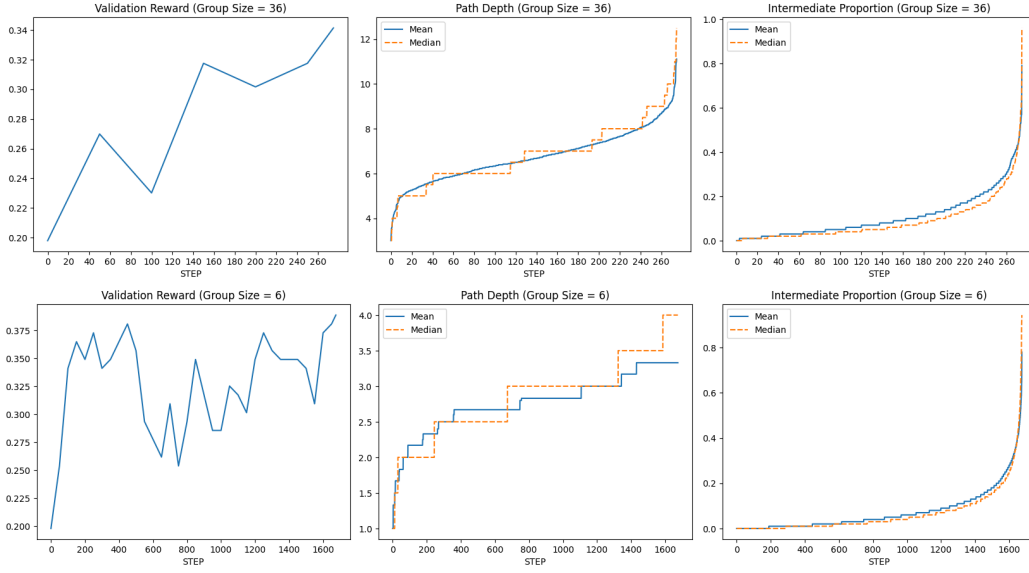 Validation Reward (Group Size = 36)
0.34
0.32
0.30
0.28
0.26
0.24
0.22
0.20
0 20 40 60 80 100 120 140 160 180 200 220 240 260
STEP
Path Depth (Group Size = 36)
Mean
Median
12
10
8
6
4
0 20 40 60 80 100 120 140 160 180 200 220 240 260
STEP
Intermediate Proportion (Group Size = 36)
Mean
Median
1.0
0.8
0.6
0.4
0.2
0.0
0 20 40 60 80 100 120 140 160 180 200 220 240 260
STEP
Validation Reward (Group Size = 6)
0.375
0.350
0.325
0.300
0.275
0.250
0.225
0.200
0 200 400 600 800 1000 1200 1400 1600
STEP
Path Depth (Group Size = 6)
Mean
Median
4.0
3.5
3.0
2.5
2.0
1.5
1.0
0 200 400 600 800 1000 1200 1400 1600
STEP
Intermediate Proportion (Group Size = 6)
Mean
Median
0.8
0.6
0.4
0.2
0.0
0 200 400 600 800 1000 1200 1400 1600
STEP